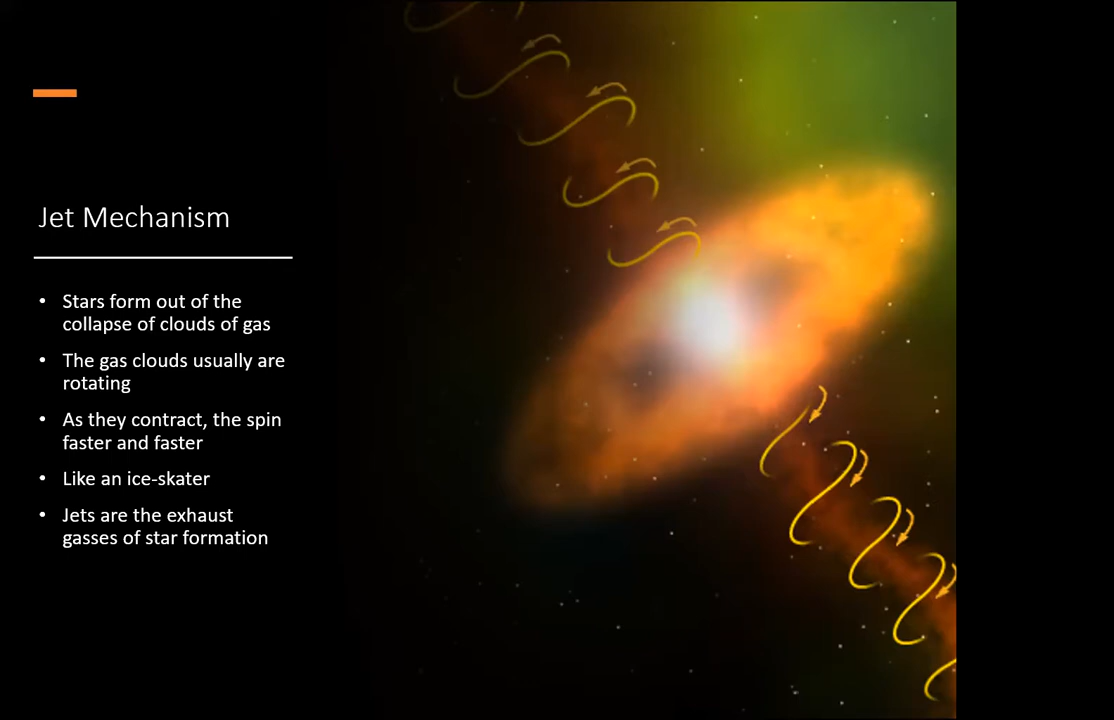 Jet Mechanism
• Stars form out of the
collapse of clouds of gas
• The gas clouds usually are
rotating
• As they contract, the spin
faster and faster
• Like an ice-skater
• Jets are the exhaust
gasses of star formation